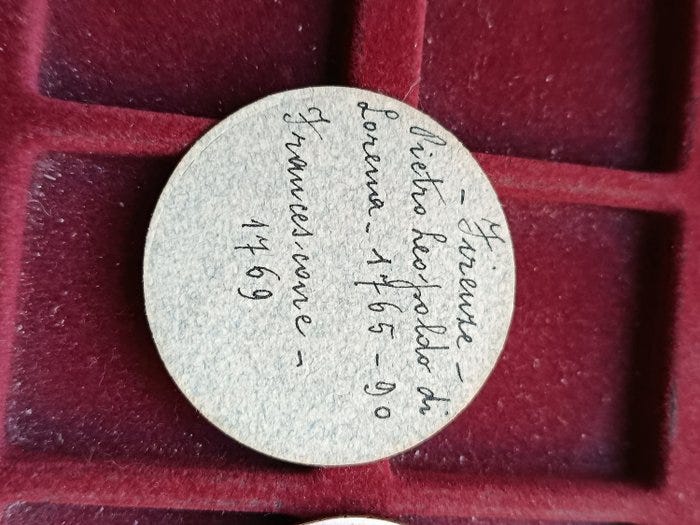 - Firenze -
Pietro Leopoldo di
Lorena - 1765-90
Francescone -
1769